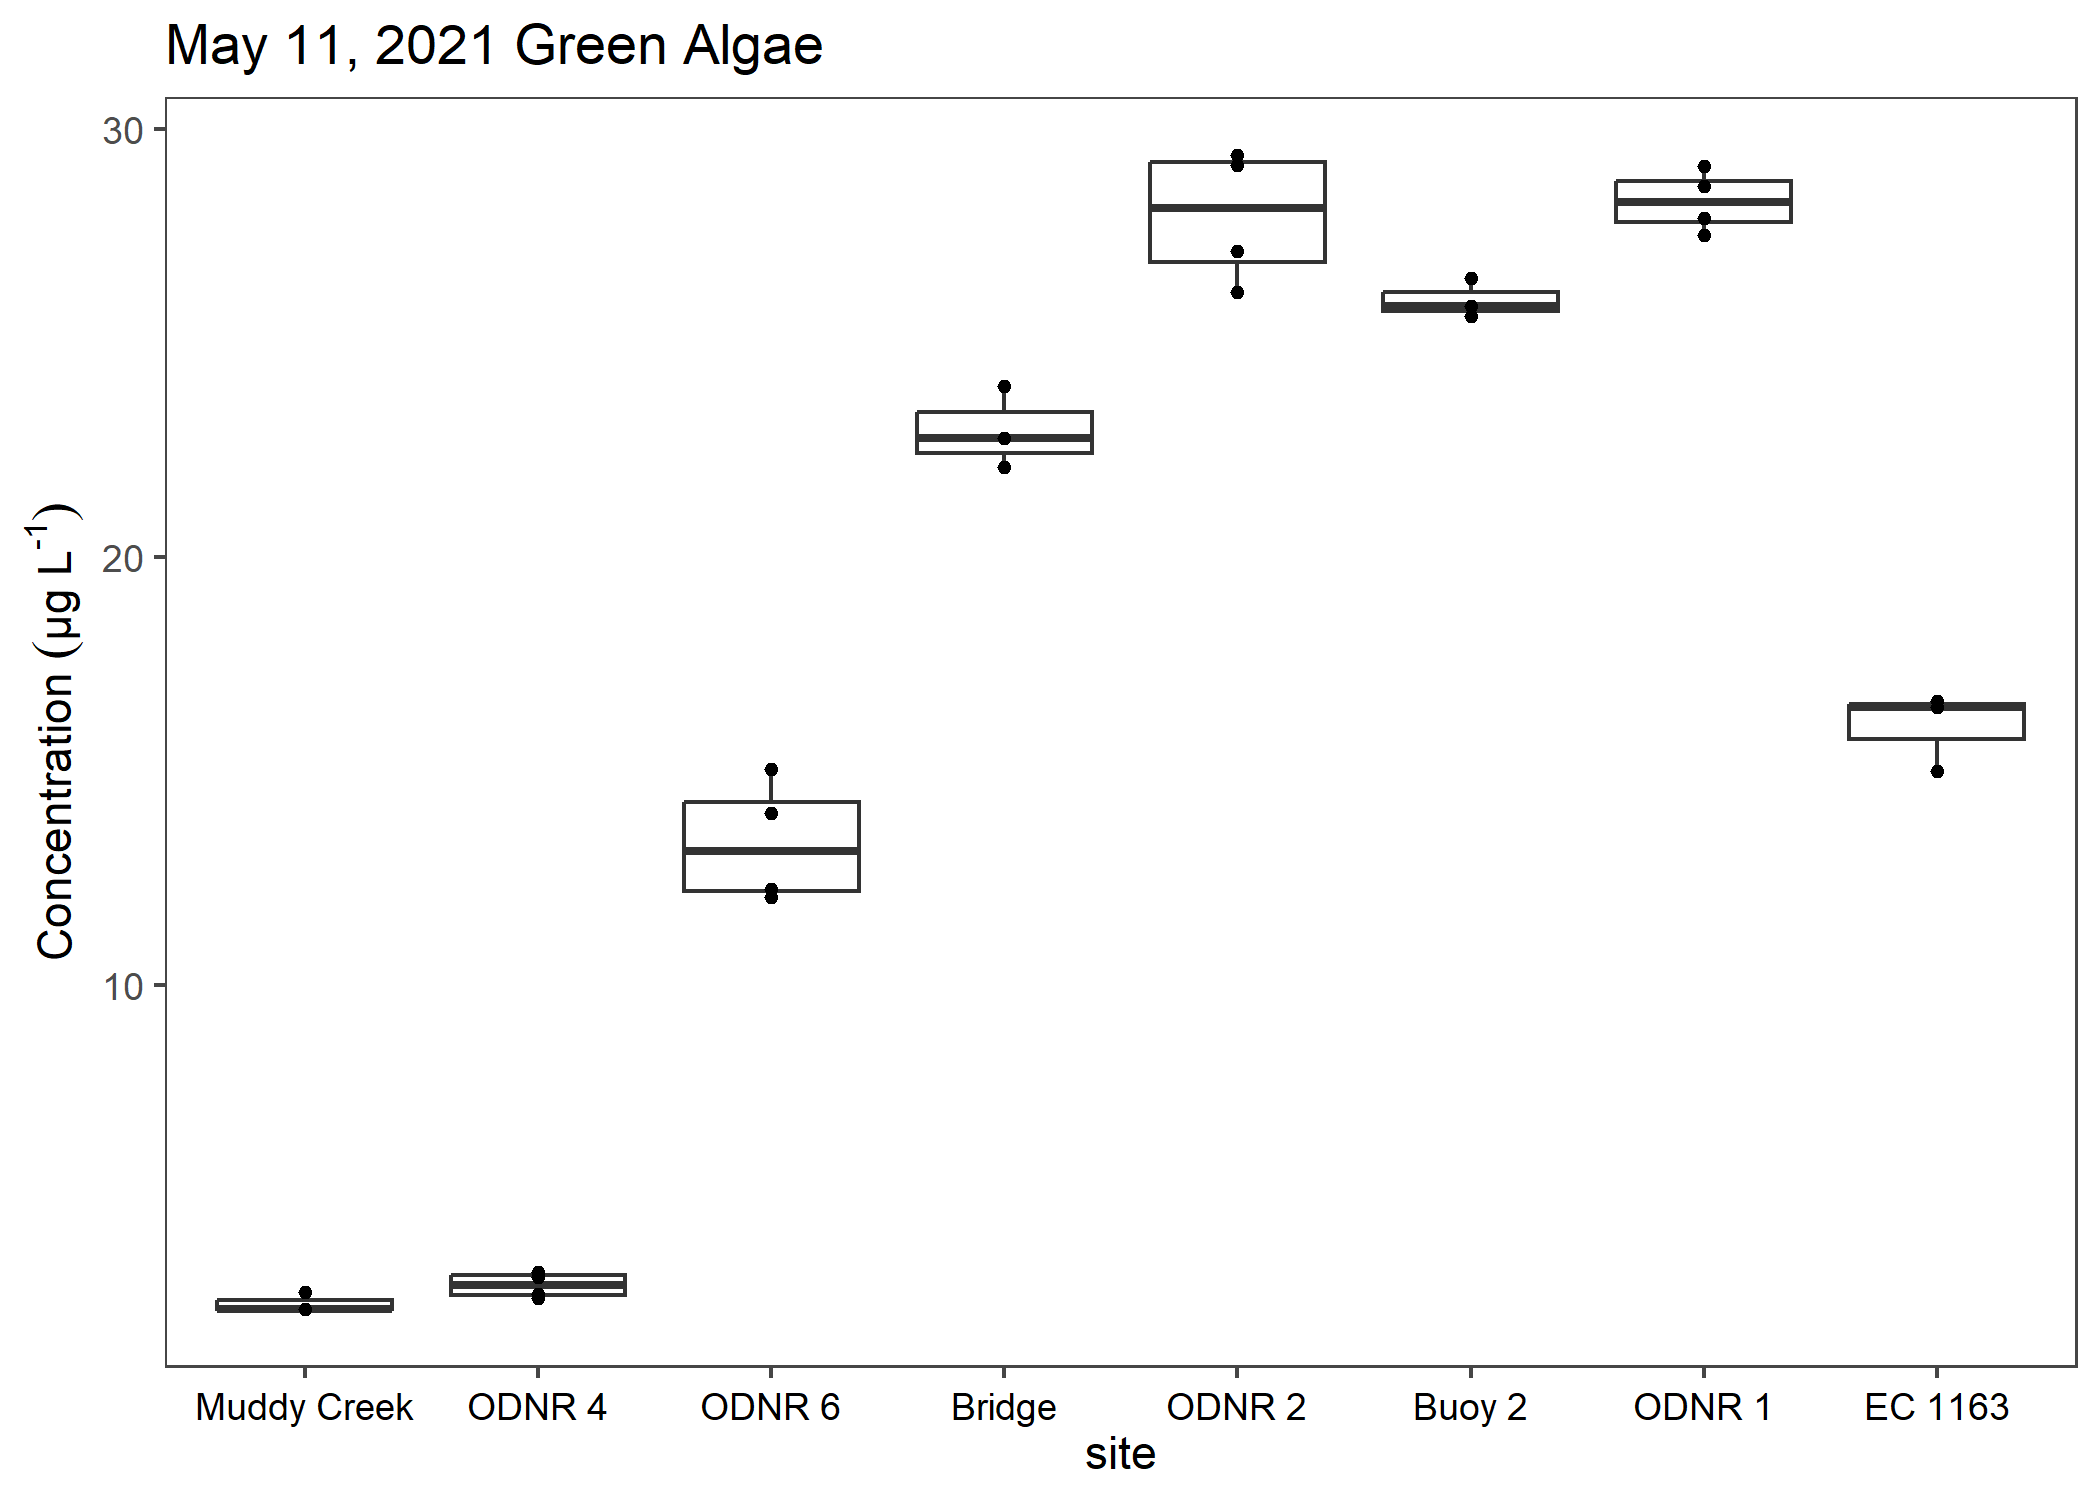 May 11, 2021 Green Algae
Concentration (µg L⁻¹)
30
20
10
Muddy Creek ODNR 4 ODNR 6 Bridge ODNR 2 Buoy 2 ODNR 1 EC 1163
site